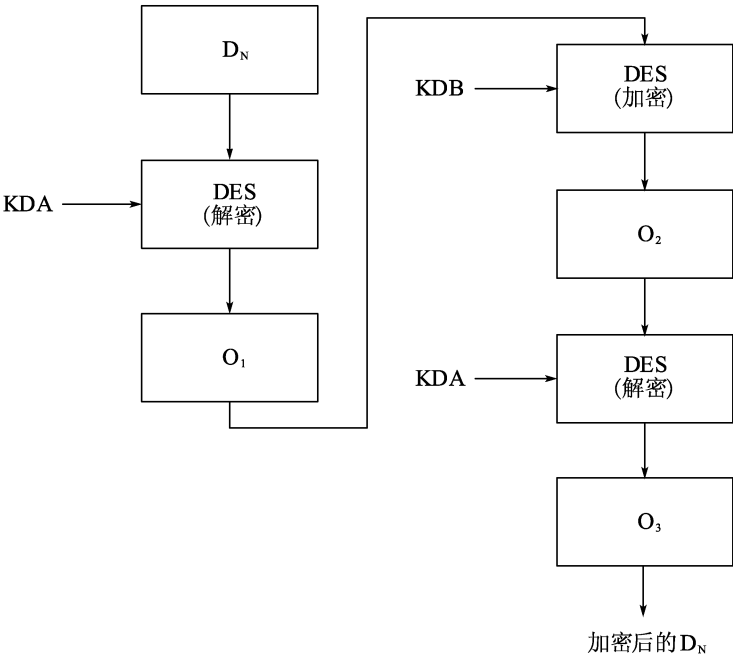 D_N
KDA
DES
(解密)
O₁
KDB
DES
(加密)
O₂
KDA
DES
(解密)
O₃
加密后的D_N